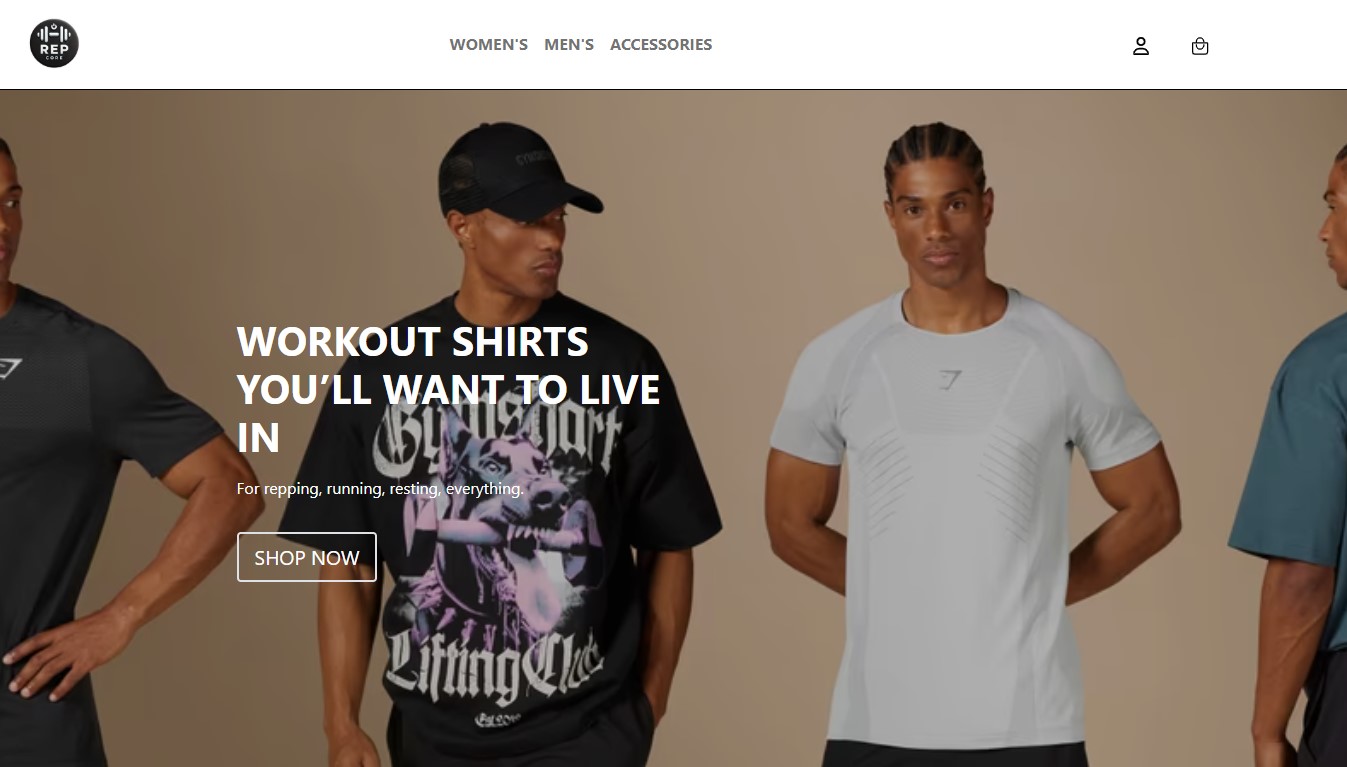 REP
CORE
WOMEN'S MEN'S ACCESSORIES
WORKOUT SHIRTS
YOU’LL WANT TO LIVE
IN
For repping, running, resting, everything.
SHOP NOW
Gymshark
Lifting Club